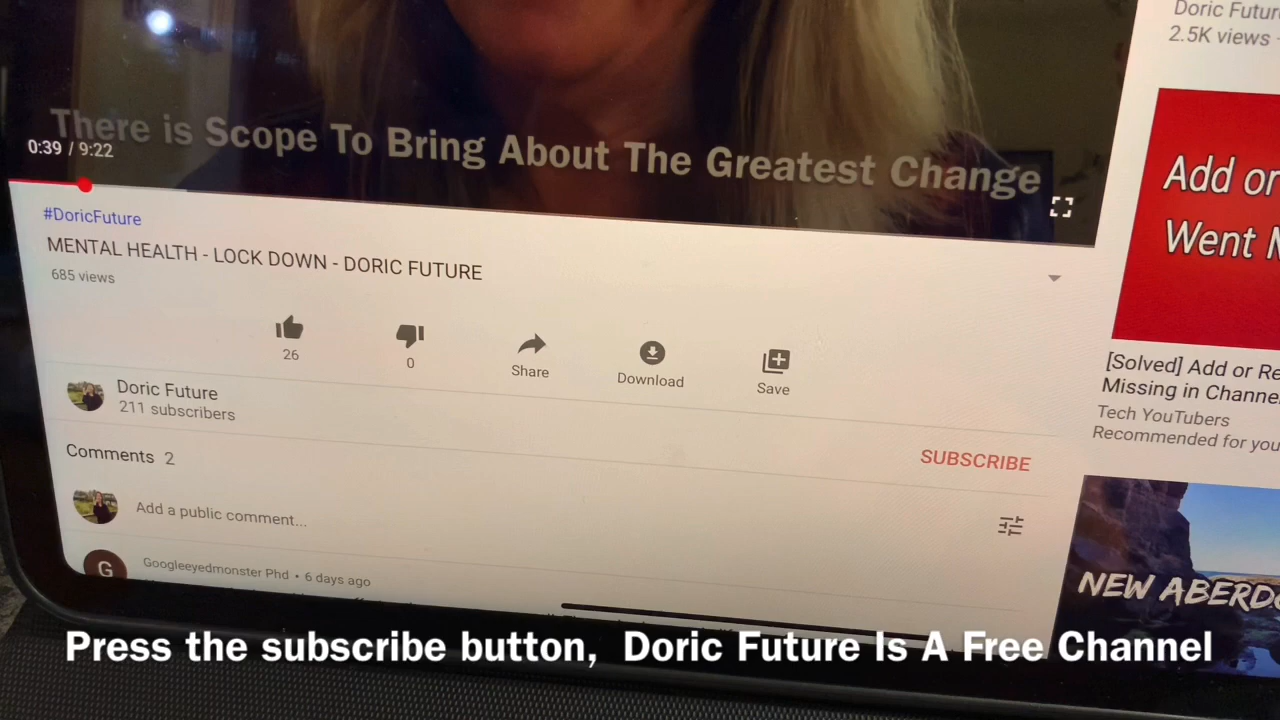 There is Scope To Bring About The Greatest Change
0:39 / 9:22
#DoricFuture
MENTAL HEALTH - LOCK DOWN - DORIC FUTURE
685 views
26
0
Share
Download
Save
Doric Future
211 subscribers
SUBSCRIBE
Comments 2
Add a public comment...
G
Googleeyedmonster Phd • 6 days ago
Doric Futur
2.5K views
Add or
Went
[Solved] Add or Re
Missing in Channe
Tech YouTubers
Recommended for you
NEW ABERD
Press the subscribe button, Doric Future Is A Free Channel